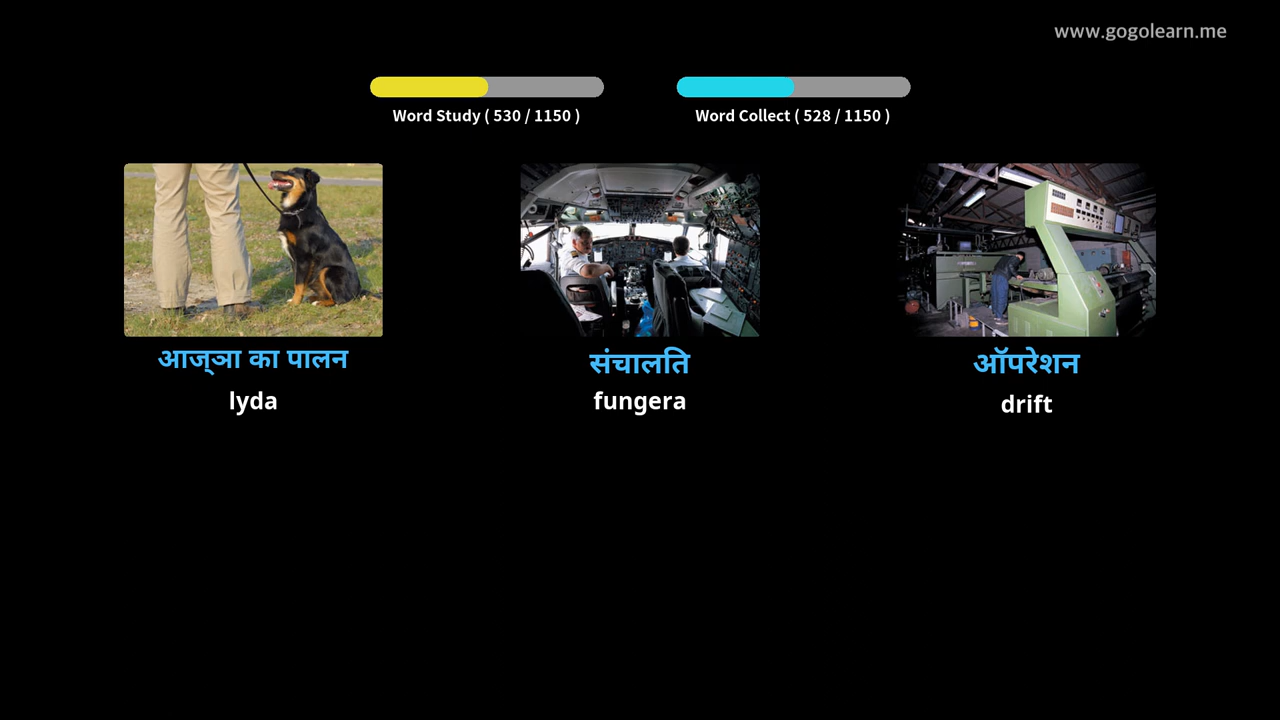 www.gogolearn.me
Word Study ( 530 / 1150 )
Word Collect ( 528 / 1150 )
आज्ञा का पालन
संचालति
ऑपरेशन
lyda
fungera
drift